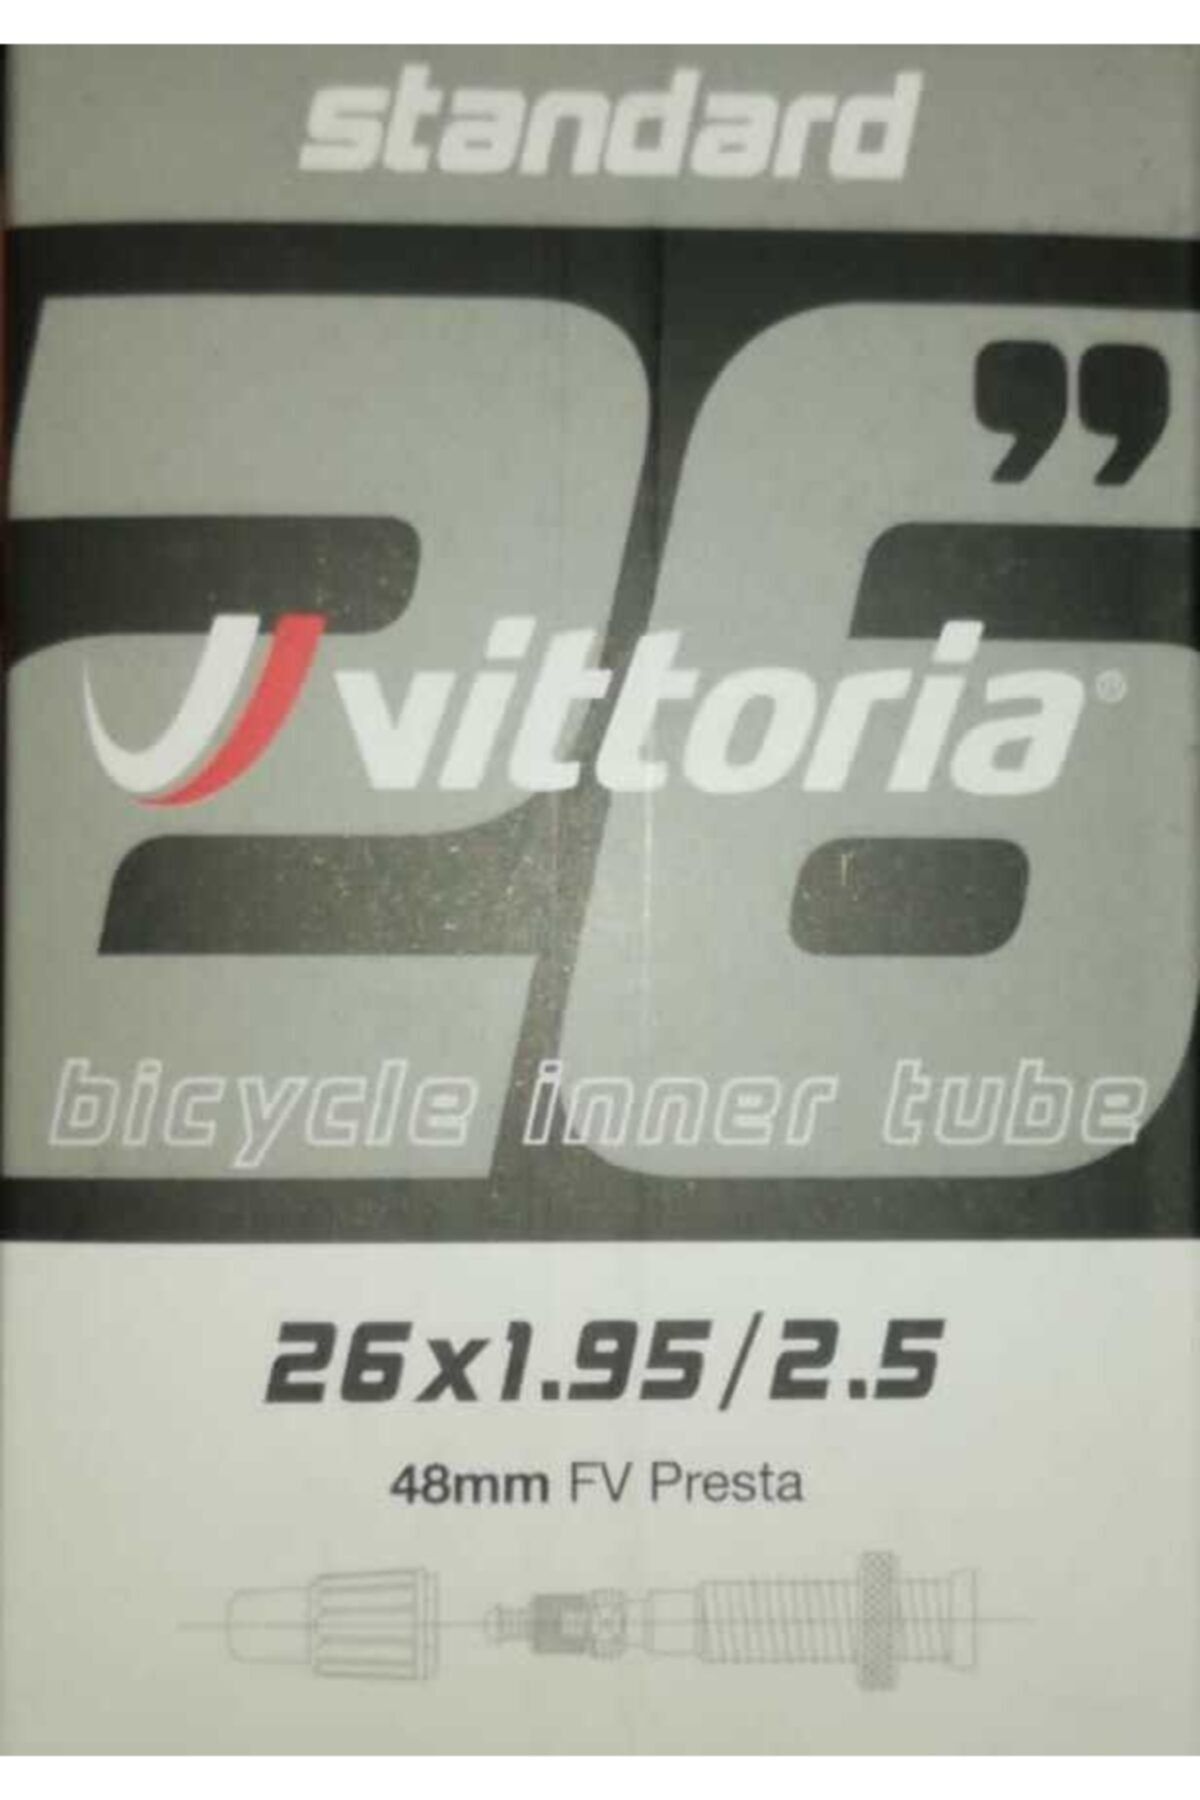 standard
26”
vittoria®
bicycle inner tube
26x1.95/2.5
48mm FV Presta